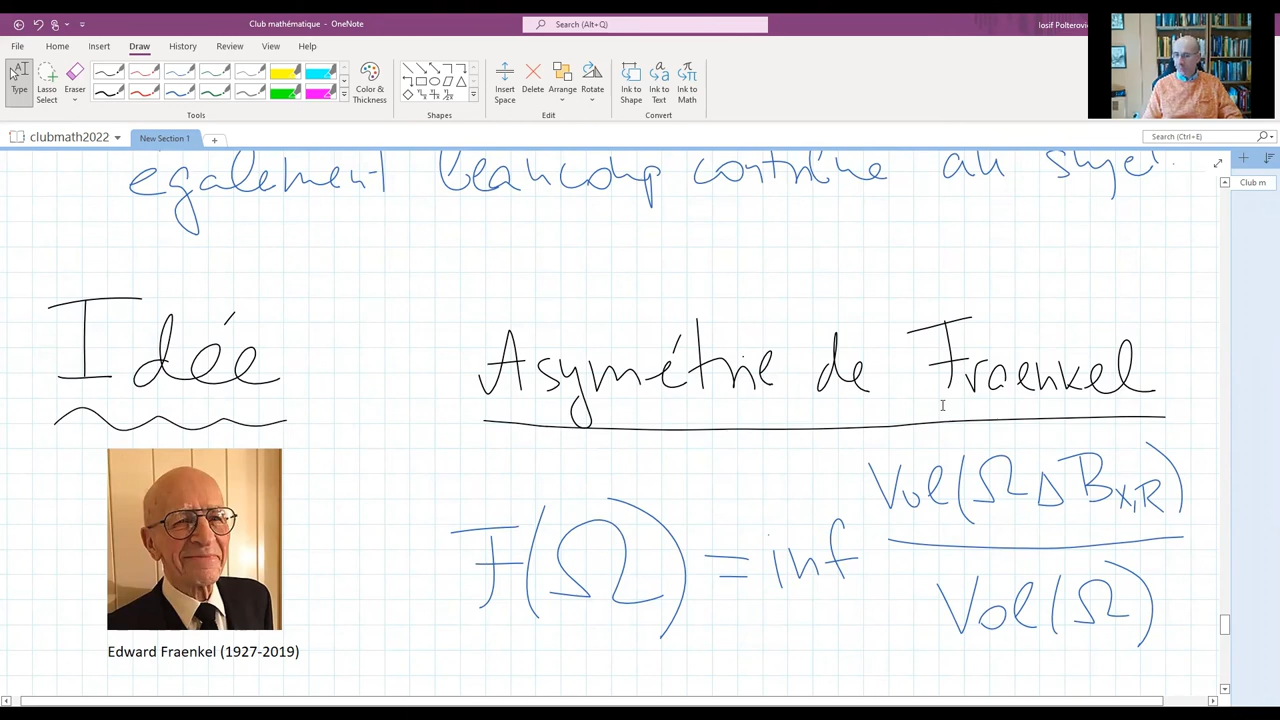 Club mathématique - OneNote
Search (Alt+Q)
Iosif Polterovi
File Home Insert Draw History Review View Help
Type
Lasso Select
Eraser
Color & Thickness
Insert Space
Delete
Arrange
Rotate
Ink to Shape
Ink to Text
Ink to Math
Tools
Shapes
Edit
Convert
clubmath2022
New Section 1
Search (Ctrl+E)
Club m
également beaucoup contribué au sujet.
Idée
Asymétrie de Fraenkel
F(Ω) = inf Vol(Ω Δ B_{X,R}) / Vol(Ω)
Edward Fraenkel (1927-2019)